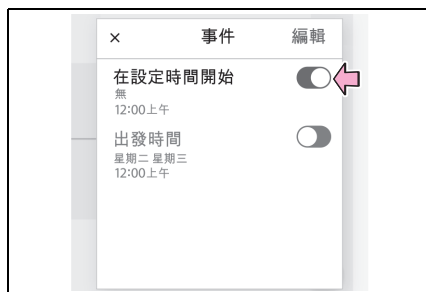 × 事件 編輯
在設定時間開始
無
12:00上午
出發時間
星期二 星期三
12:00上午